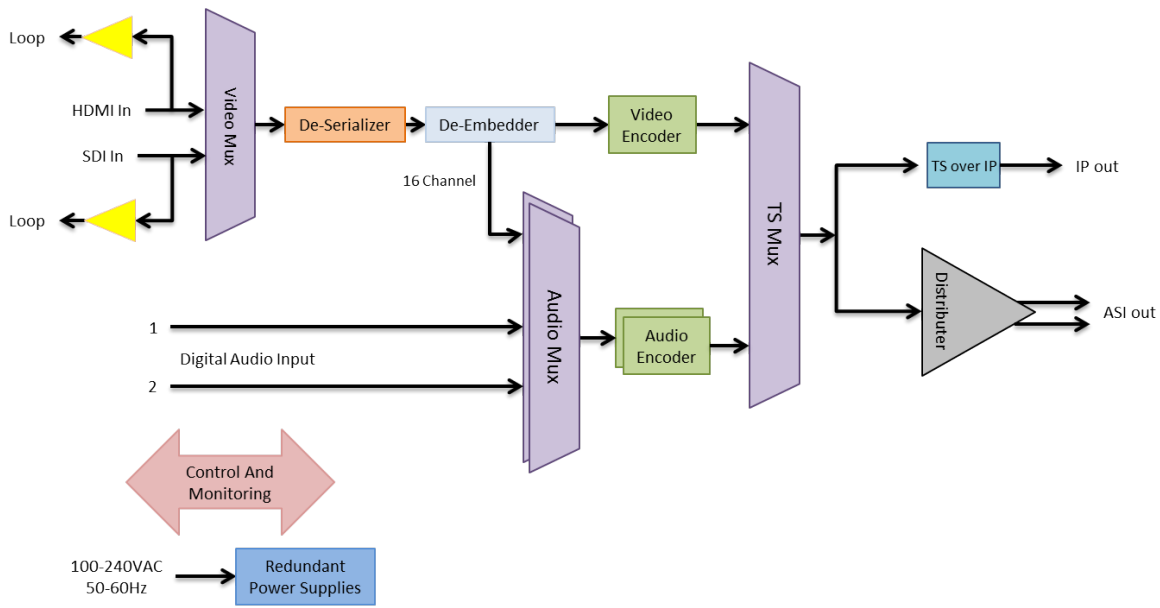 Loop
HDMI In
SDI In
Loop
Video Mux
De-Serializer
De-Embedder
16 Channel
Video
Encoder
TS Mux
TS over IP
IP out
Distributer
ASI out
1
Digital Audio Input
2
Audio Mux
Audio
Encoder
Control And
Monitoring
100-240VAC
50-60Hz
Redundant
Power Supplies